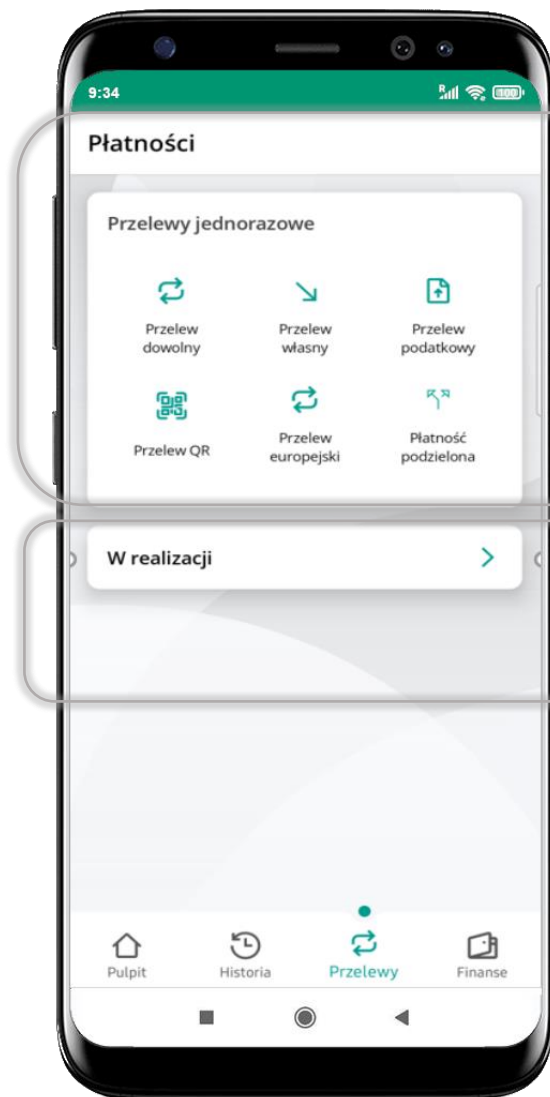 9:34
R
100
Płatności
Przelewy jednorazowe
Przelew
dowolny
Przelew
własny
Przelew
podatkowy
Przelew QR
Przelew
europejski
Płatność
podzielona
W realizacji
Pulpit
Historia
Przelewy
Finanse